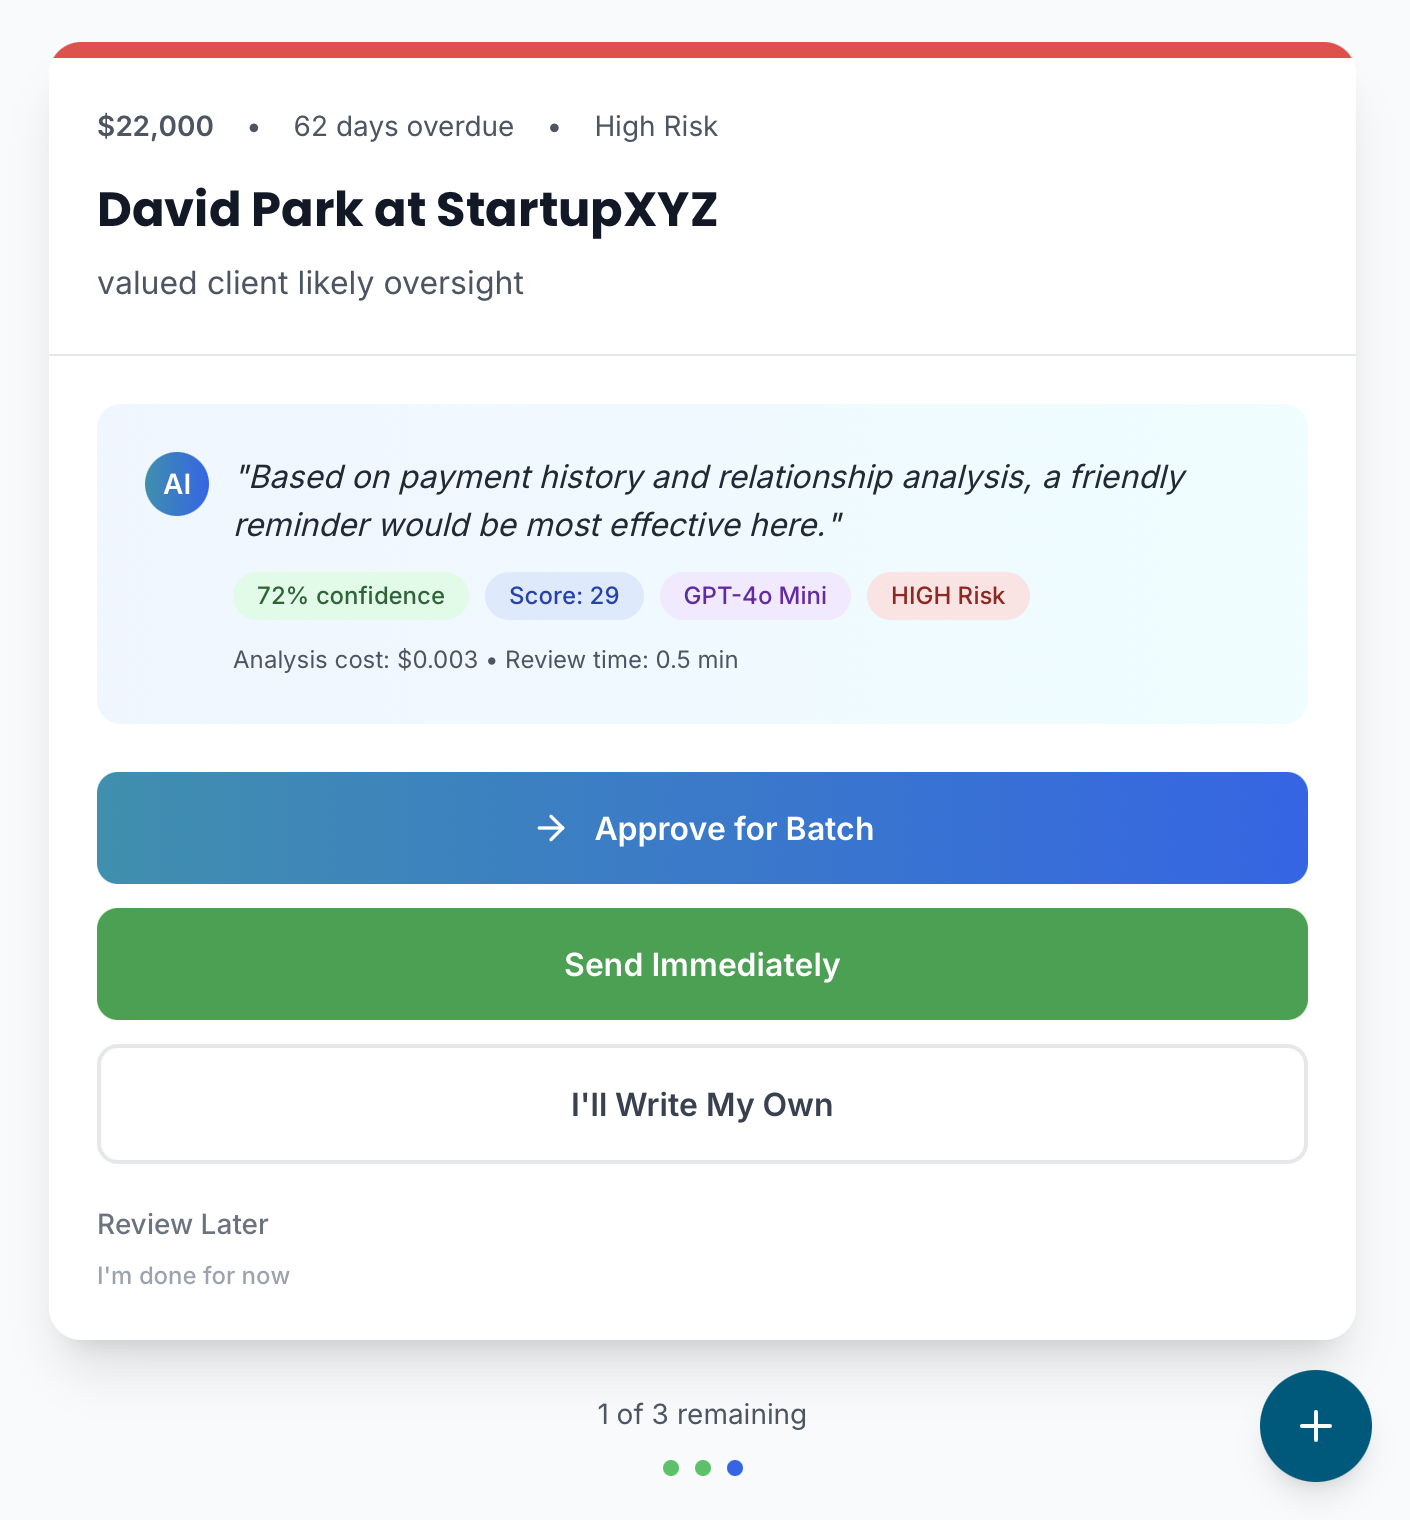 $22,000 • 62 days overdue • High Risk
David Park at StartupXYZ
valued client likely oversight
AI
"Based on payment history and relationship analysis, a friendly
reminder would be most effective here."
72% confidence Score: 29 GPT-4o Mini HIGH Risk
Analysis cost: $0.003 • Review time: 0.5 min
Approve for Batch
Send Immediately
I'll Write My Own
Review Later
I'm done for now
1 of 3 remaining